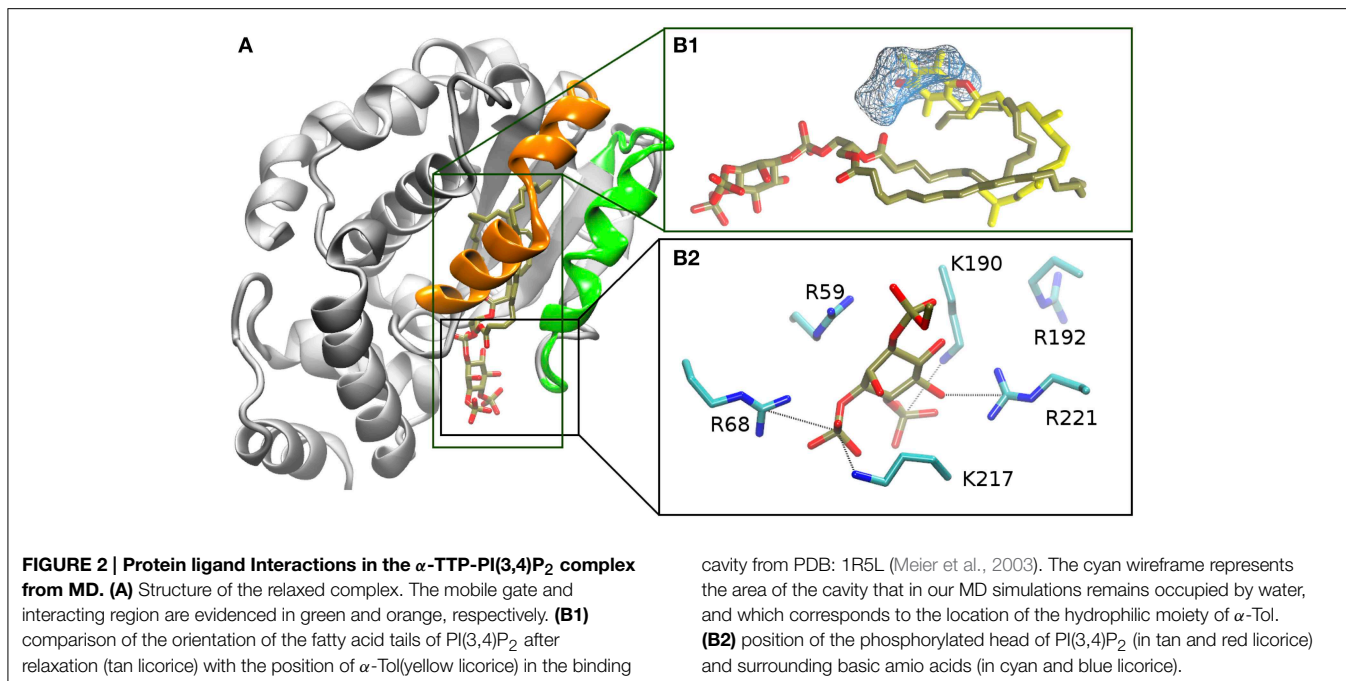 A
B1
B2
K190
R59
R192
R68
R221
K217
FIGURE 2 | Protein ligand Interactions in the α-TTP-PI(3,4)P₂ complex
from MD. (A) Structure of the relaxed complex. The mobile gate and
interacting region are evidenced in green and orange, respectively. (B1)
comparison of the orientation of the fatty acid tails of PI(3,4)P₂ after
relaxation (tan licorice) with the position of α-Tol(yellow licorice) in the binding
cavity from PDB: 1R5L (Meier et al., 2003). The cyan wireframe represents
the area of the cavity that in our MD simulations remains occupied by water,
and which corresponds to the location of the hydrophilic moiety of α-Tol.
(B2) position of the phosphorylated head of PI(3,4)P₂ (in tan and red licorice)
and surrounding basic amio acids (in cyan and blue licorice).